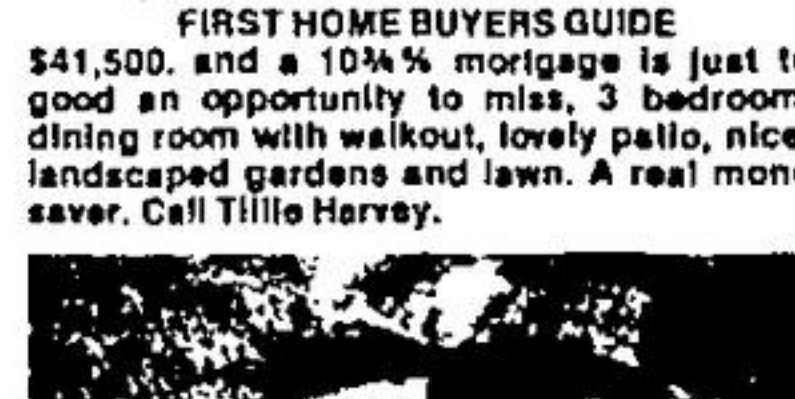 FIRST HOME BUYERS GUIDE
$41,500. and a 10¾% mortgage is just t
good an opportunity to miss, 3 bedroom
dining room with walkout, lovely patio, nice
landscaped gardens and lawn. A real mon
saver. Call Tillie Harvey.